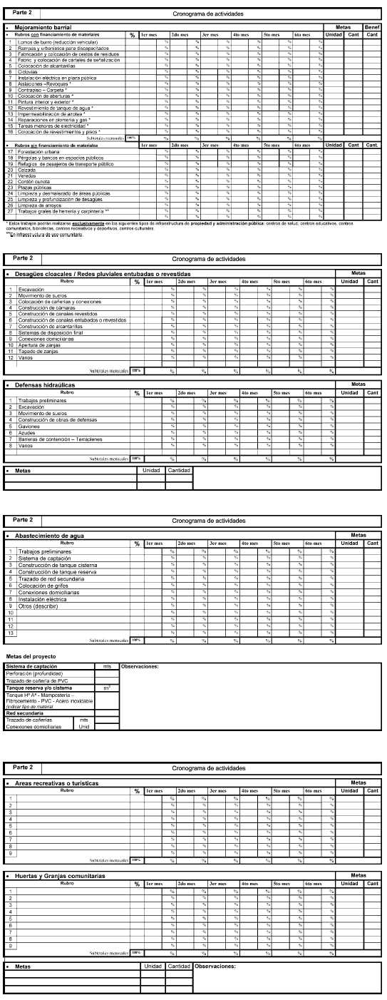 Parte 2 Cronograma de actividades
• Mejoramiento barrial Metas Benef
• Rubros con financiamiento de materiales % 1er mes 2do mes 3er mes 4to mes 5to mes 6to mes Unidad Cant Cant
1 Lomos de burro (reducción vehicular) % % % % % %
2 Rampas y urbanística para discapacitados % % % % % %
3 Fabricación y colocación de cestos de residuos % % % % % %
4 Fabric. y colocación de carteles de señalización % % % % % %
5 Colocación de alcantarillas % % % % % %
6 Ciclovías % % % % % %
7 Instalación eléctrica en plaza pública % % % % % %
8 Aislaciones –Revoques * % % % % % %
9 Contrapiso – Carpeta * % % % % % %
10 Colocación de aberturas * % % % % % %
11 Pintura interior y exterior * % % % % % %
12 Revestimiento de tanque de agua * % % % % % %
13 Impermeabilización de azotea * % % % % % %
14 Reparaciones en plomería y gas * % % % % % %
15 Tareas menores de electricidad * % % % % % %
16 Colocación de revestimientos y pisos * % % % % % %
Subtotales mensuales 100% % % % % % %
• Rubros sin financiamiento de materiales 1er mes 2do mes 3er mes 4to mes 5to mes 6to mes Unidad Cant Cant.
17 Forestación urbana % % % % % %
18 Pérgolas y bancos en espacios públicos % % % % % %
19 Refugios de pasajeros de transporte público % % % % % %
20 Calzada % % % % % %
21 Veredas % % % % % %
22 Cordón cuneta % % % % % %
23 Plazas públicas % % % % % %
24 Limpieza y desmalezado de áreas públicas % % % % % %
25 Limpieza y profundización de desagües % % % % % %
26 Limpieza de arroyos % % % % % %
27 Trabajos grales de herrería y carpintería ** % % % % % %
% % % % % %
* Estos trabajos podrán realizarse exclusivamente en los siguientes tipos de infraestructura de propiedad y administración pública: centros de salud, centros educativos, centros
comunitarios, bibliotecas, centros recreativos y deportivos, centros culturales.
**En infraestructura de uso comunitario.
Parte 2 Cronograma de actividades
• Desagües cloacales / Redes pluviales entubadas o revestidas Metas
Rubro % 1er mes 2do mes 3er mes 4to mes 5to mes 6to mes Unidad Cant
1 Excavación % % % % % %
2 Movimiento de suelos % % % % % %
3 Colocación de cañerías y conexiones % % % % % %
4 Construcción de cámaras % % % % % %
5 Construcción de canales revestidos % % % % % %
6 Construcción de canales entubados o revestidos % % % % % %
7 Construcción de alcantarillas % % % % % %
8 Sistemas de disposición final % % % % % %
9 Conexiones domiciliarias % % % % % %
10 Apertura de zanjas % % % % % %
11 Tapado de zanjas % % % % % %
12 Varios % % % % % %
% % % % % %
Subtotales mensuales 100% % % % % % %
• Defensas hidraúlicas Metas
Rubro % 1er mes 2do mes 3er mes 4to mes 5to mes 6to mes Unidad Cant
1 Trabajos preliminares % % % % % %
2 Excavación % % % % % %
3 Movimiento de suelos % % % % % %
4 Construcción de obras de defensas % % % % % %
5 Gaviones % % % % % %
6 Azudes % % % % % %
7 Barreras de contención – Terraplenes % % % % % %
8 Varios % % % % % %
% % % % % %
Subtotales mensuales 100% % % % % % %
• Metas Unidad Cantidad
Parte 2 Cronograma de actividades
• Abastecimiento de agua Metas
Rubro % 1er mes 2do mes 3er mes 4to mes 5to mes 6to mes Unidad Cant
1 Trabajos preliminares % % % % % %
2 Sistema de captación % % % % % %
3 Construcción de tanque cisterna % % % % % %
4 Construcción de tanque reserva % % % % % %
5 Trazado de red secundaria % % % % % %
6 Colocación de grifos % % % % % %
7 Conexiones domiciliarias % % % % % %
8 Instalación eléctrica % % % % % %
9 Otros (describir) % % % % % %
10 % % % % % %
11 % % % % % %
12 % % % % % %
13 % % % % % %
Subtotales mensuales 100% % % % % % %
Metas del proyecto
Sistema de captación mts Observaciones:
Perforación (profundidad)
Trazado de cañería de PVC
Tanque reserva y/o cisterna m3
Tanque Hº Aº - Mampostería –
Fibrocemento - PVC - Acero inoxidable
(indicar tipo de material
Red secundaria
Trazado de cañerías mts
Conexiones domiciliarias Unid
Parte 2 Cronograma de actividades
• Areas recreativas o turísticas Metas
Rubro % 1er mes 2do mes 3er mes 4to mes 5to mes 6to mes Unidad Cant
1 % % % % % %
2 % % % % % %
3 % % % % % %
4 % % % % % %
5 % % % % % %
6 % % % % % %
7 % % % % % %
8 % % % % % %
9 % % % % % %
Subtotales mensuales 100% % % % % % %
• Huertas y Granjas comunitarias Metas
Rubro % 1er mes 2do mes 3er mes 4to mes 5to mes 6to mes Unidad Cant
1 % % % % % %
2 % % % % % %
3 % % % % % %
4 % % % % % %
5 % % % % % %
6 % % % % % %
7 % % % % % %
8 % % % % % %
9 % % % % % %
Subtotales mensuales 100% % % % % % %
• Metas Unidad Cantidad Observaciones: